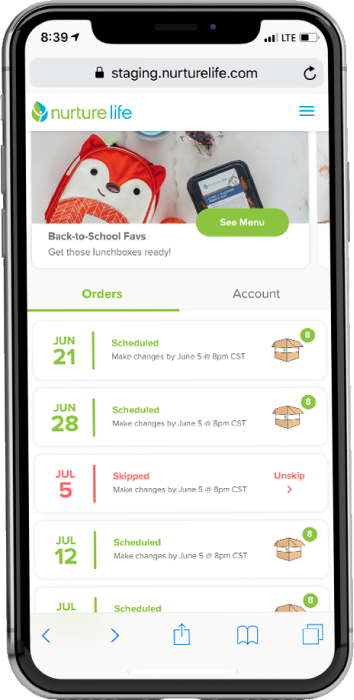 8:39
LTE
staging.nurturelife.com
nurture life
See Menu
Back-to-School Favs
Get those lunchboxes ready!
Orders Account
JUN
21
Scheduled
Make changes by June 5 @ 8pm CST
8
JUN
28
Scheduled
Make changes by June 5 @ 8pm CST
8
JUL
5
Skipped
Make changes by June 5 @ 8pm CST
Unskip
JUL
12
Scheduled
Make changes by June 5 @ 8pm CST
8
JUL
Scheduled
8